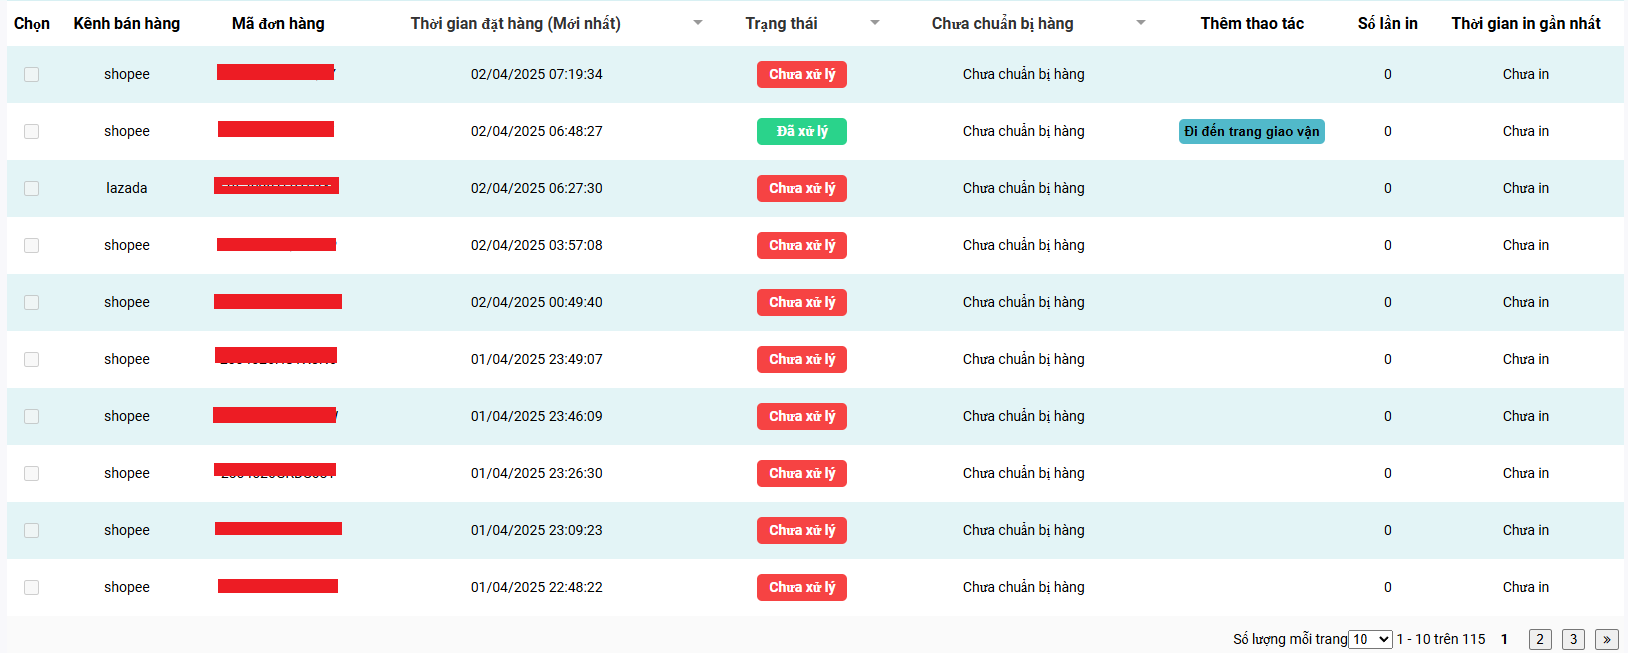 Chọn Kênh bán hàng Mã đơn hàng Thời gian đặt hàng (Mới nhất) Trạng thái Chưa chuẩn bị hàng Thêm thao tác Số lần in Thời gian in gần nhất
shopee 02/04/2025 07:19:34 Chưa xử lý Chưa chuẩn bị hàng 0 Chưa in
shopee 02/04/2025 06:48:27 Đã xử lý Chưa chuẩn bị hàng Đi đến trang giao vận 0 Chưa in
lazada 02/04/2025 06:27:30 Chưa xử lý Chưa chuẩn bị hàng 0 Chưa in
shopee 02/04/2025 03:57:08 Chưa xử lý Chưa chuẩn bị hàng 0 Chưa in
shopee 02/04/2025 00:49:40 Chưa xử lý Chưa chuẩn bị hàng 0 Chưa in
shopee 01/04/2025 23:49:07 Chưa xử lý Chưa chuẩn bị hàng 0 Chưa in
shopee 01/04/2025 23:46:09 Chưa xử lý Chưa chuẩn bị hàng 0 Chưa in
shopee 01/04/2025 23:26:30 Chưa xử lý Chưa chuẩn bị hàng 0 Chưa in
shopee 01/04/2025 23:09:23 Chưa xử lý Chưa chuẩn bị hàng 0 Chưa in
shopee 01/04/2025 22:48:22 Chưa xử lý Chưa chuẩn bị hàng 0 Chưa in
Số lượng mỗi trang 10 1 - 10 trên 115 1 2 3 »